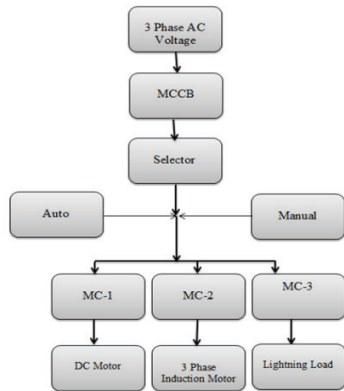 3 Phase AC
Voltage
MCCB
Selector
Auto
Manual
MC-1
MC-2
MC-3
DC Motor
3 Phase
Induction Motor
Lightning Load